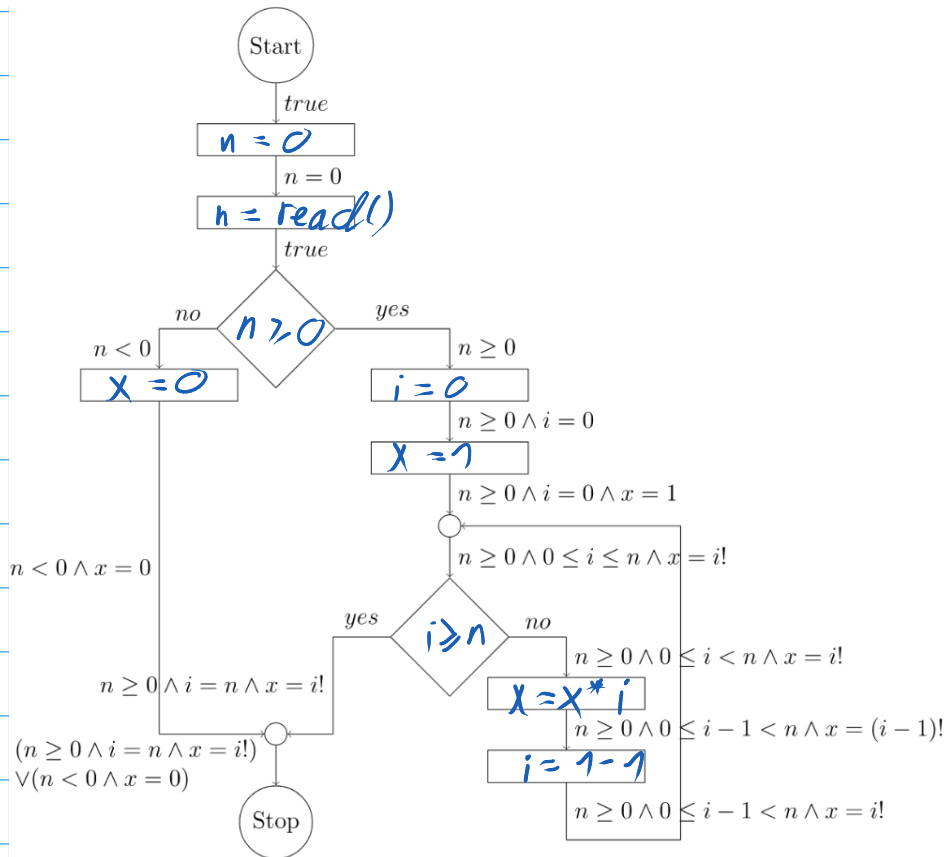 Start
true
n = 0
n = 0
n = read()
true
no
n ≥ 0
yes
n < 0
n ≥ 0
x = 0
i = 0
n ≥ 0 ∧ i = 0
x = 1
n ≥ 0 ∧ i = 0 ∧ x = 1
n ≥ 0 ∧ 0 ≤ i ≤ n ∧ x = i!
n < 0 ∧ x = 0
yes
i ≥ n
no
n ≥ 0 ∧ 0 ≤ i < n ∧ x = i!
n ≥ 0 ∧ i = n ∧ x = i!
x = x * i
n ≥ 0 ∧ 0 ≤ i − 1 < n ∧ x = (i − 1)!
(n ≥ 0 ∧ i = n ∧ x = i!)
∨(n < 0 ∧ x = 0)
i = 1 - 1
n ≥ 0 ∧ 0 ≤ i − 1 < n ∧ x = i!
Stop